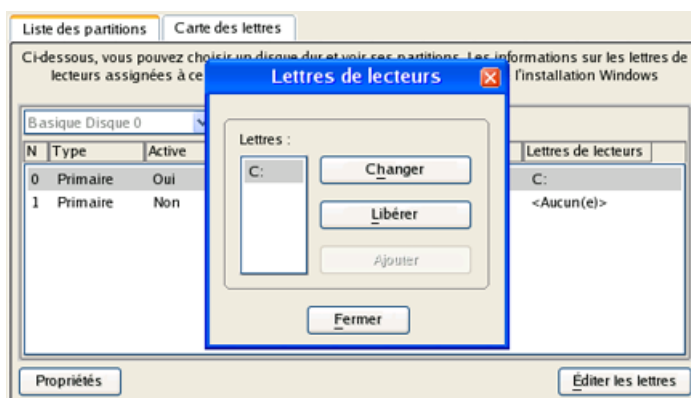 Liste des partitions Carte des lettres
Ci-dessous, vous pouvez choisir un disque dur et voir ses partitions. Les informations sur les lettres de
lecteurs assignées à ce l'installation Windows
Lettres de lecteurs
Basique Disque 0
Lettres :
N Type Active Lettres de lecteurs
C: Changer
0 Primaire Oui C:
1 Primaire Non <Aucun(e)>
Libérer
Ajouter
Fermer
Propriétés Éditer les lettres